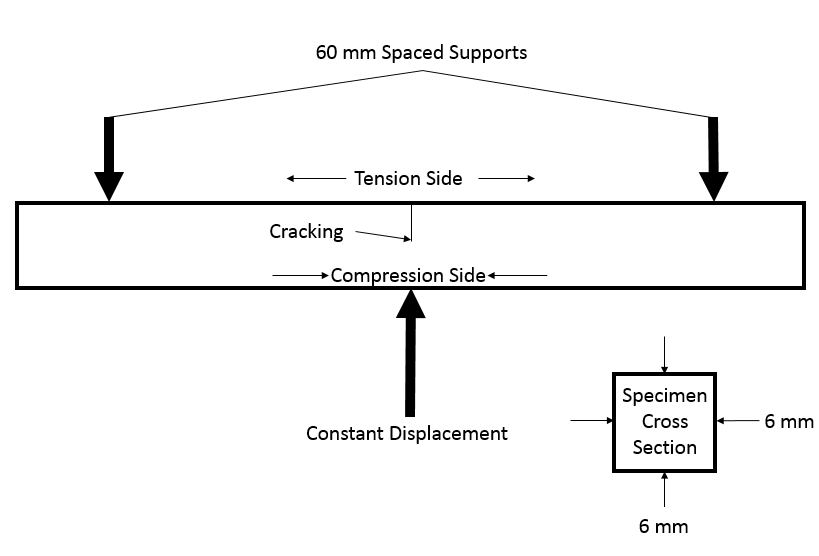 60 mm Spaced Supports
Tension Side
Cracking
Compression Side
Constant Displacement
Specimen
Cross
Section
6 mm
6 mm